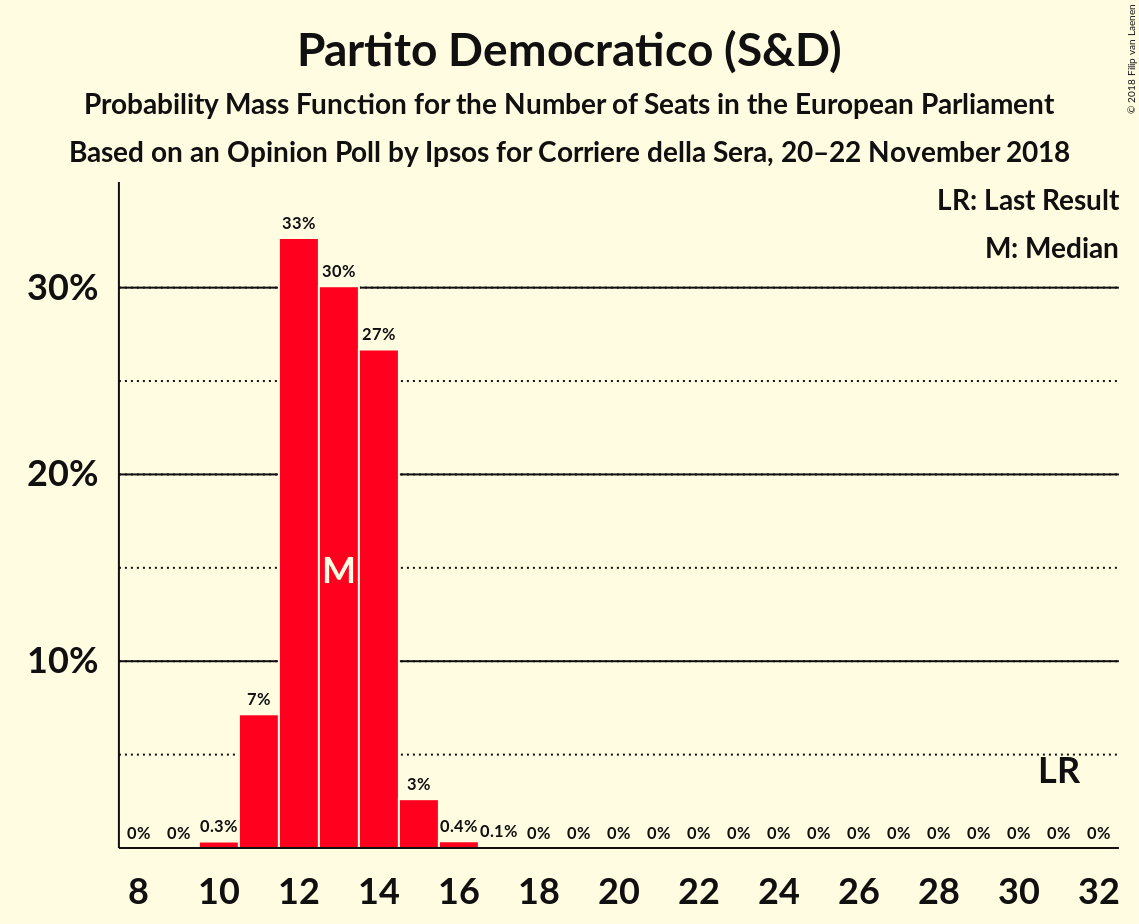 Partito Democratico (S&D)
Probability Mass Function for the Number of Seats in the European Parliament
Based on an Opinion Poll by Ipsos for Corriere della Sera, 20–22 November 2018
© 2018 Filip van Laenen
LR: Last Result
M: Median
30%
20%
10%
0% 0% 0.3% 7% 33% 30% 27% 3% 0.4% 0.1% 0% 0% 0% 0% 0% 0% 0% 0% 0% 0% 0% 0% 0% 0% 0%
M
LR
8 10 12 14 16 18 20 22 24 26 28 30 32